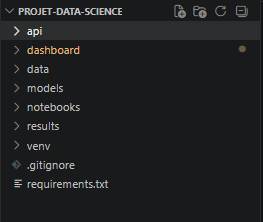 PROJET-DATA-SCIENCE
api
dashboard
data
models
notebooks
results
venv
.gitignore
requirements.txt